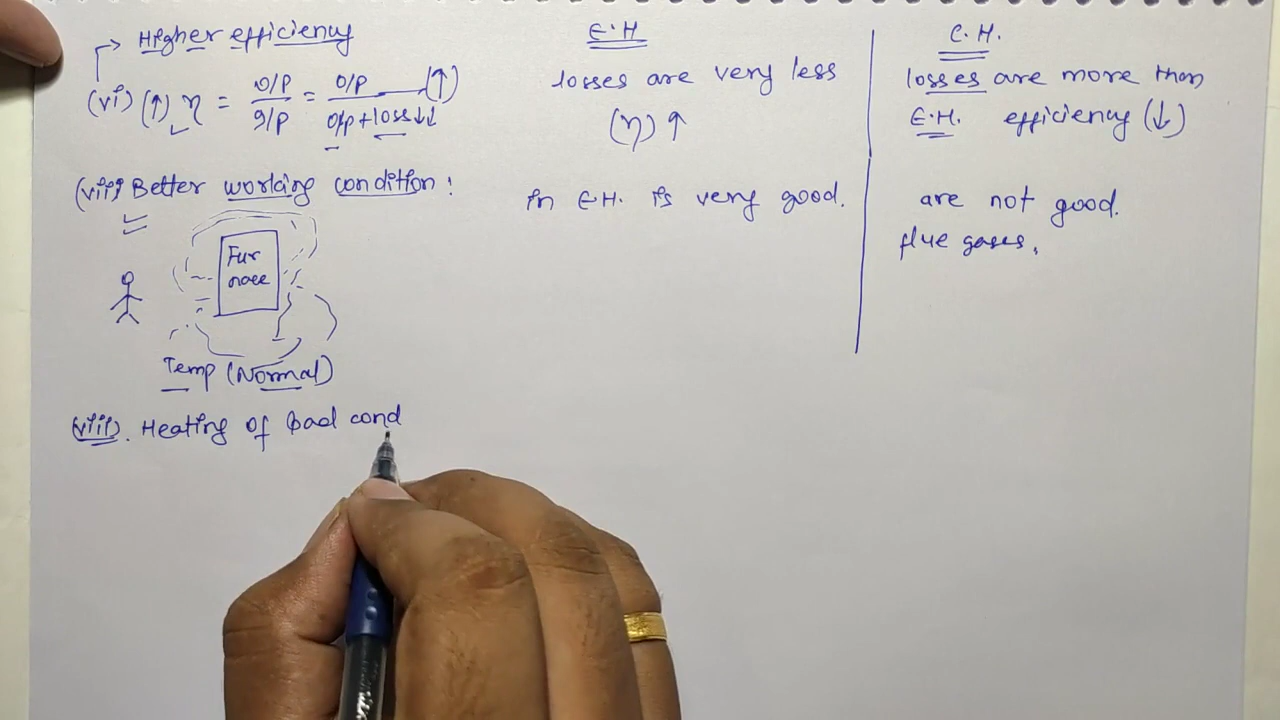 Higher efficiency
(vi) (↑) η = O/P / I/P = O/P / O/P + loss↓↓ (↑)
(vii) Better working condition :
Fur
nace
Temp (Normal)
(viii). Heating of bad cond
E.H
losses are very less
(η) ↑
in E.H. is very good.
C.H.
losses are more than
E.H. efficiency (↓)
are not good.
flue gases.